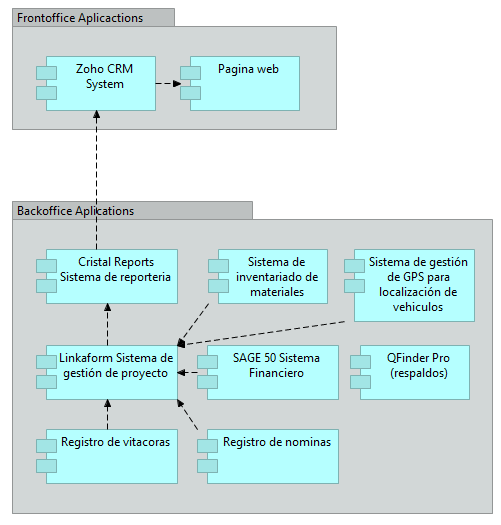 Frontoffice Aplicactions
Zoho CRM
System
Pagina web
Backoffice Aplications
Cristal Reports
Sistema de reporteria
Sistema de
inventariado de
materiales
Sistema de gestión
de GPS para
localización de
vehiculos
Linkaform Sistema de
gestión de proyecto
SAGE 50 Sistema
Financiero
QFinder Pro
(respaldos)
Registro de vitacoras
Registro de nominas